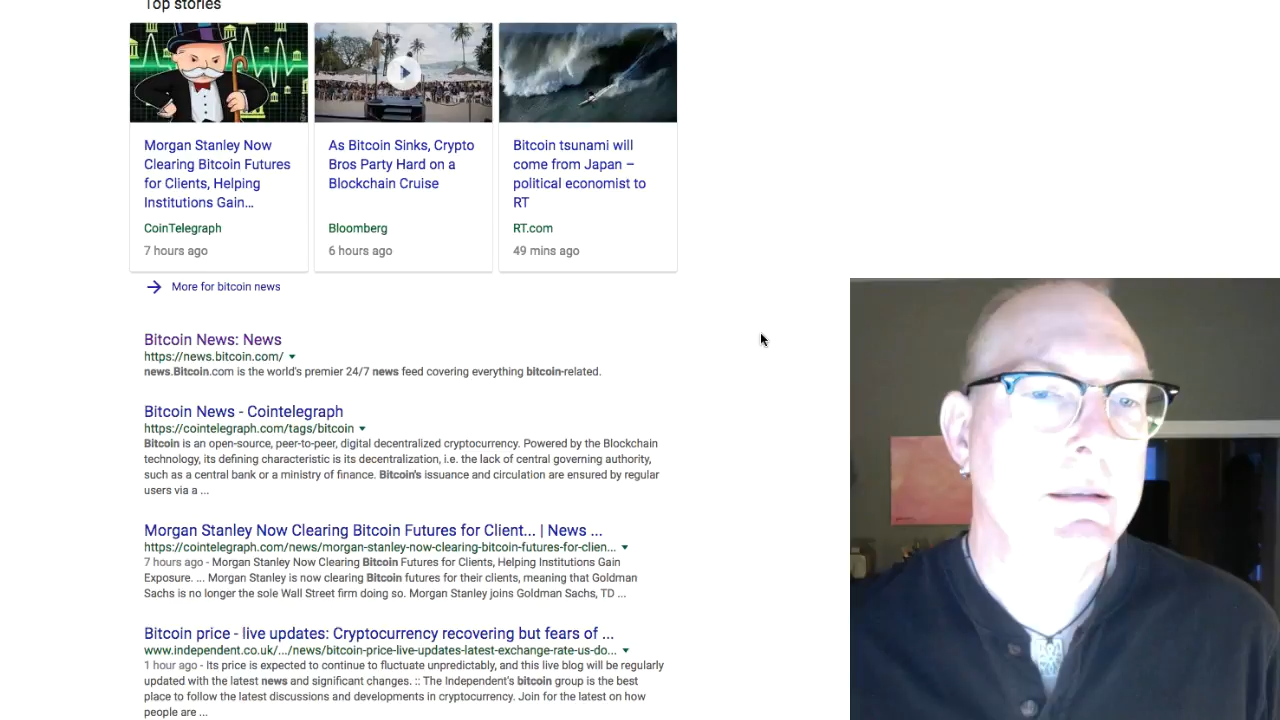 Top stories
Morgan Stanley Now
Clearing Bitcoin Futures
for Clients, Helping
Institutions Gain...
CoinTelegraph
7 hours ago
As Bitcoin Sinks, Crypto
Bros Party Hard on a
Blockchain Cruise
Bloomberg
6 hours ago
Bitcoin tsunami will
come from Japan –
political economist to
RT
RT.com
49 mins ago
More for bitcoin news
Bitcoin News: News
https://news.bitcoin.com/
news.Bitcoin.com is the world's premier 24/7 news feed covering everything bitcoin-related.
Bitcoin News - Cointelegraph
https://cointelegraph.com/tags/bitcoin
Bitcoin is an open-source, peer-to-peer, digital decentralized cryptocurrency. Powered by the Blockchain
technology, its defining characteristic is its decentralization, i.e. the lack of central governing authority,
such as a central bank or a ministry of finance. Bitcoin's issuance and circulation are ensured by regular
users via a ...
Morgan Stanley Now Clearing Bitcoin Futures for Client... | News ...
https://cointelegraph.com/news/morgan-stanley-now-clearing-bitcoin-futures-for-clien...
7 hours ago - Morgan Stanley Now Clearing Bitcoin Futures for Clients, Helping Institutions Gain
Exposure. ... Morgan Stanley is now clearing Bitcoin futures for their clients, meaning that Goldman
Sachs is no longer the sole Wall Street firm doing so. Morgan Stanley joins Goldman Sachs, TD ...
Bitcoin price - live updates: Cryptocurrency recovering but fears of ...
www.independent.co.uk/.../news/bitcoin-price-live-updates-latest-exchange-rate-us-do...
1 hour ago - Its price is expected to continue to fluctuate unpredictably, and this live blog will be regularly
updated with the latest news and significant changes. :: The Independent's bitcoin group is the best
place to follow the latest discussions and developments in cryptocurrency. Join for the latest on how
people are ...